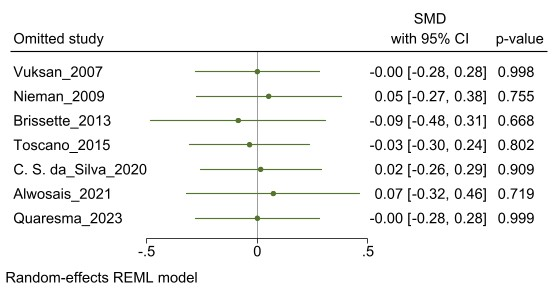 SMD
Omitted study with 95% CI p-value
Vuksan_2007 -0.00 [-0.28, 0.28] 0.998
Nieman_2009 0.05 [-0.27, 0.38] 0.755
Brissette_2013 -0.09 [-0.48, 0.31] 0.668
Toscano_2015 -0.03 [-0.30, 0.24] 0.802
C. S. da_Silva_2020 0.02 [-0.26, 0.29] 0.909
Alwosais_2021 0.07 [-0.32, 0.46] 0.719
Quaresma_2023 -0.00 [-0.28, 0.28] 0.999
-.5 0 .5
Random-effects REML model